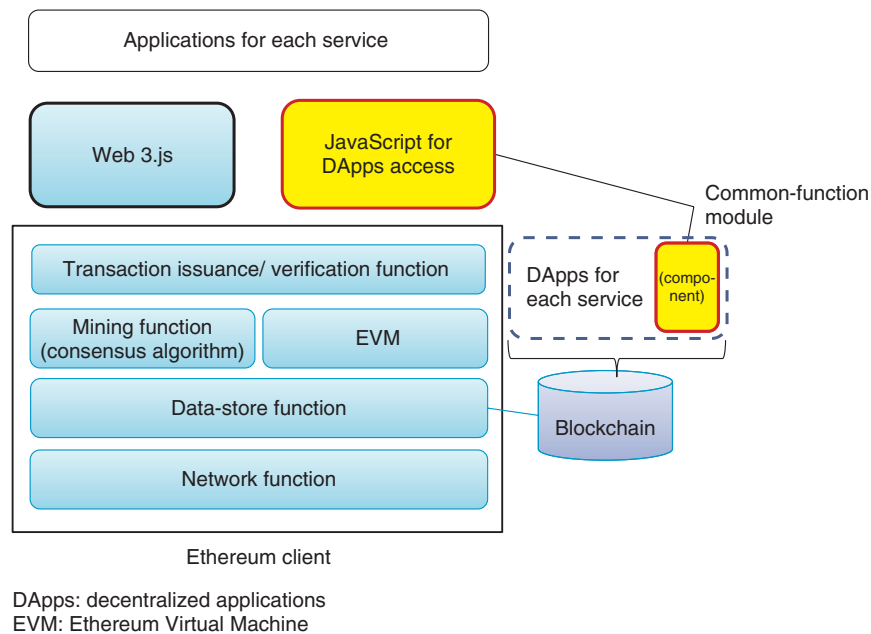 Applications for each service
Web 3.js
JavaScript for
DApps access
Common-function
module
Transaction issuance/ verification function
DApps for
each service
(compo-
nent)
Mining function
(consensus algorithm)
EVM
Data-store function
Blockchain
Network function
Ethereum client
DApps: decentralized applications
EVM: Ethereum Virtual Machine